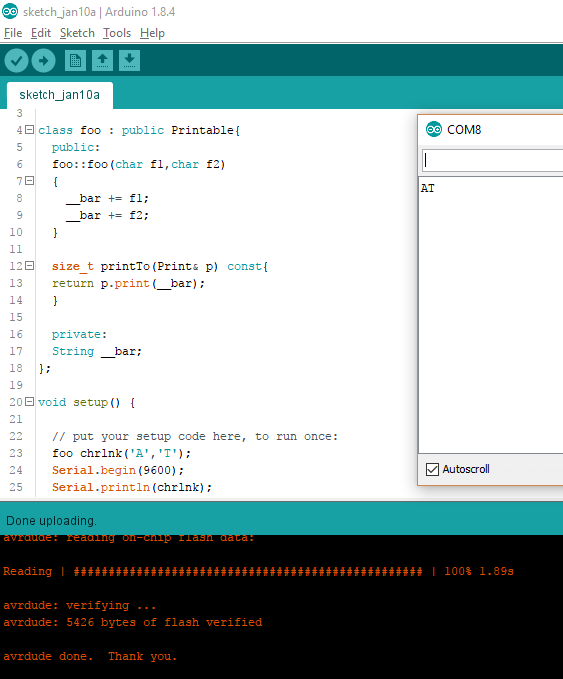 sketch_jan10a | Arduino 1.8.4
File Edit Sketch Tools Help
sketch_jan10a
3
4 class foo : public Printable{
5 public:
6 foo::foo(char f1,char f2)
7 {
8 __bar += f1;
9 __bar += f2;
10 }
11
12 size_t printTo(Print& p) const{
13 return p.print(__bar);
14 }
15
16 private:
17 String __bar;
18 };
19
20 void setup() {
21
22 // put your setup code here, to run once:
23 foo chrlnk('A','T');
24 Serial.begin(9600);
25 Serial.println(chrlnk);
COM8
AT
Autoscroll
Done uploading.
avrdude: reading on-chip flash data:
Reading | ################################################## | 100% 1.89s
avrdude: verifying ...
avrdude: 5426 bytes of flash verified
avrdude done.  Thank you.